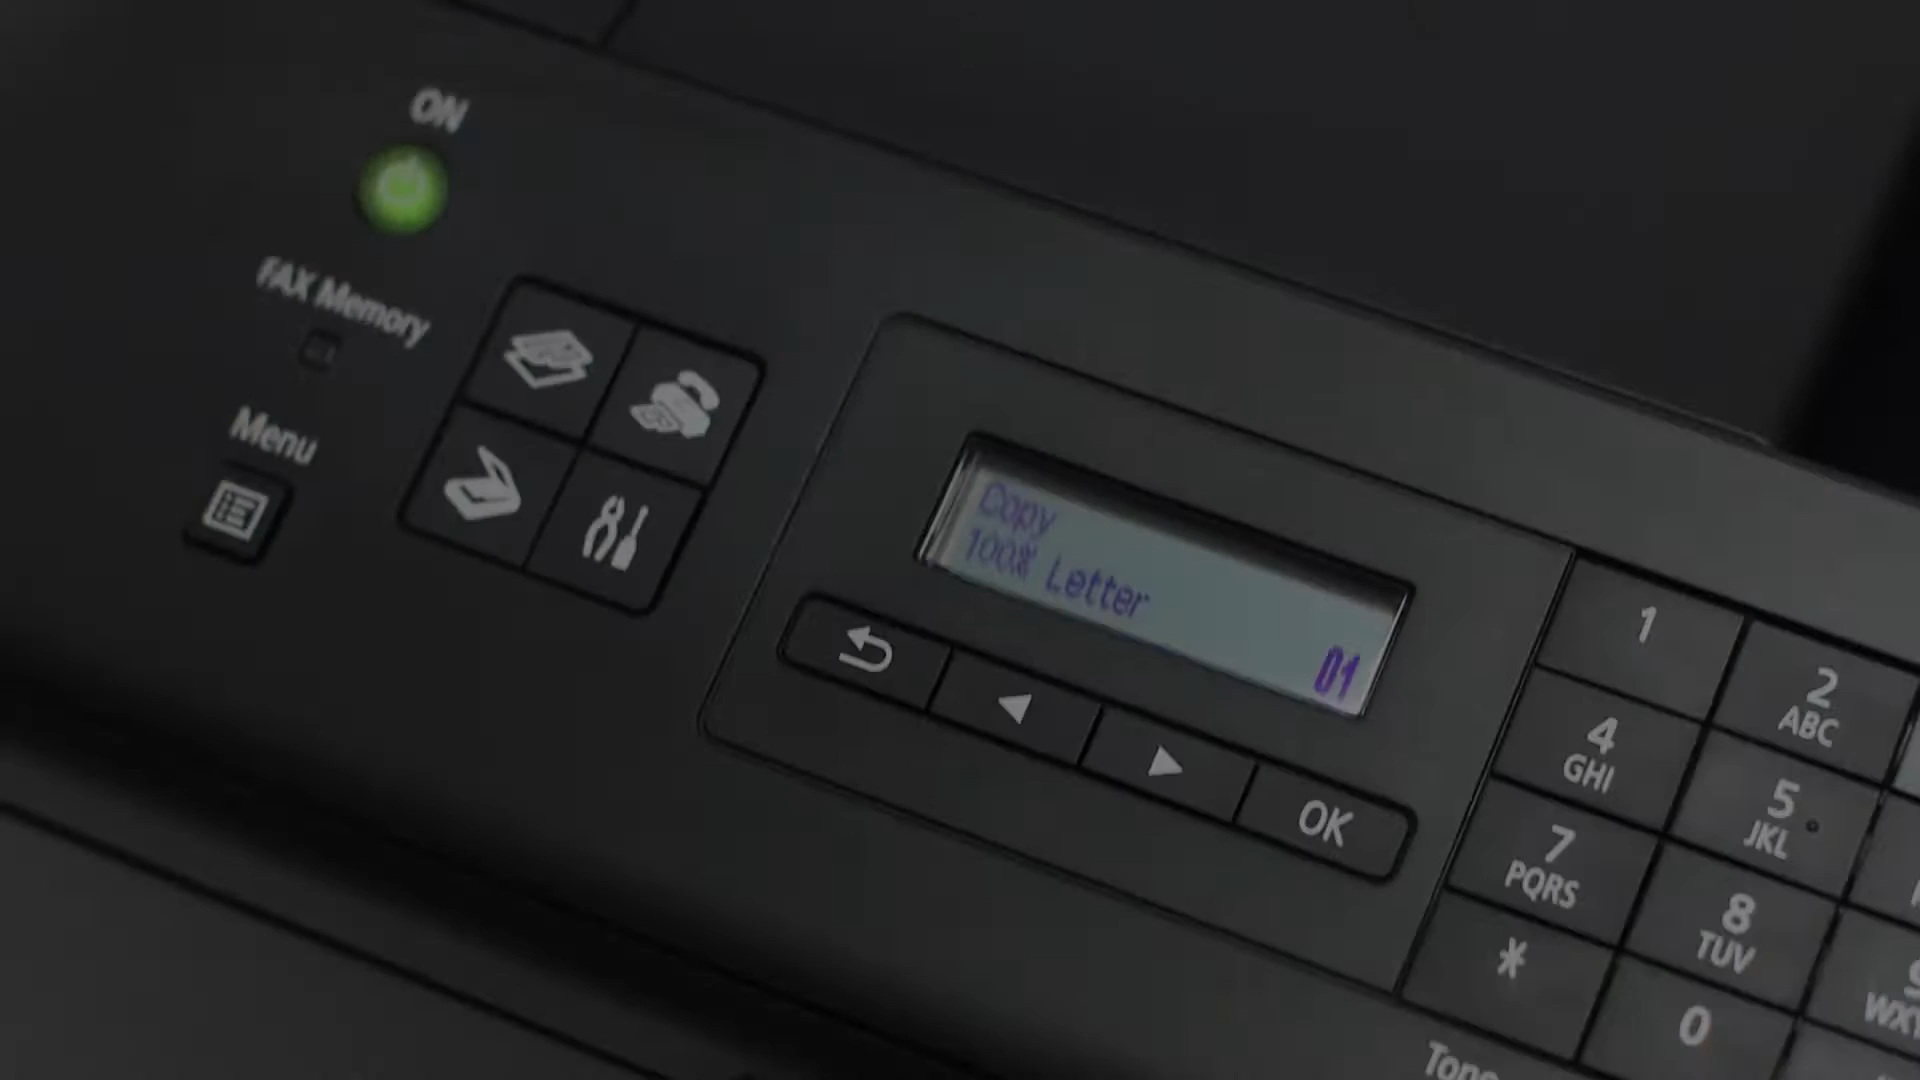 ON
FAX Memory
Menu
Copy
100% Letter
01
OK
1
2
ABC
4
GHI
5
JKL
7
PQRS
8
TUV
*
0